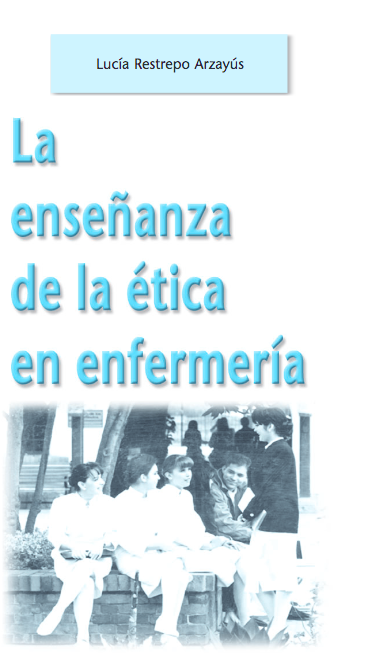 Lucía Restrepo Arzayús
La
enseñanza
de la ética
en enfermería